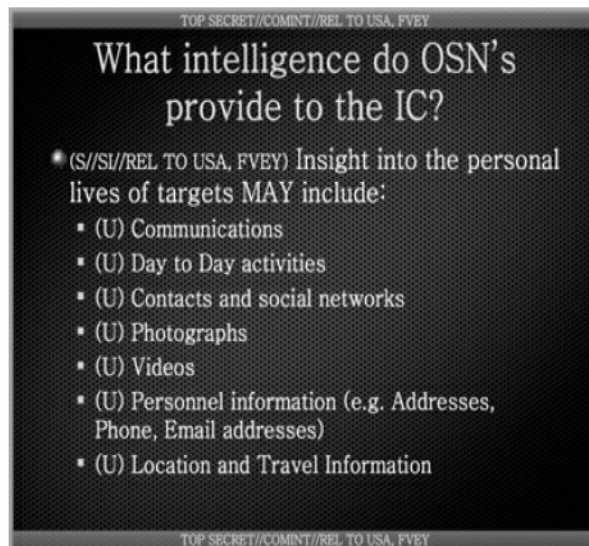 TOP SECRET//COMINT//REL TO USA, FVEY
What intelligence do OSN's
provide to the IC?
(S//SI//REL TO USA, FVEY) Insight into the personal
lives of targets MAY include:
▪ (U) Communications
▪ (U) Day to Day activities
▪ (U) Contacts and social networks
▪ (U) Photographs
▪ (U) Videos
▪ (U) Personnel information (e.g. Addresses,
Phone, Email addresses)
▪ (U) Location and Travel Information
TOP SECRET//COMINT//REL TO USA, FVEY